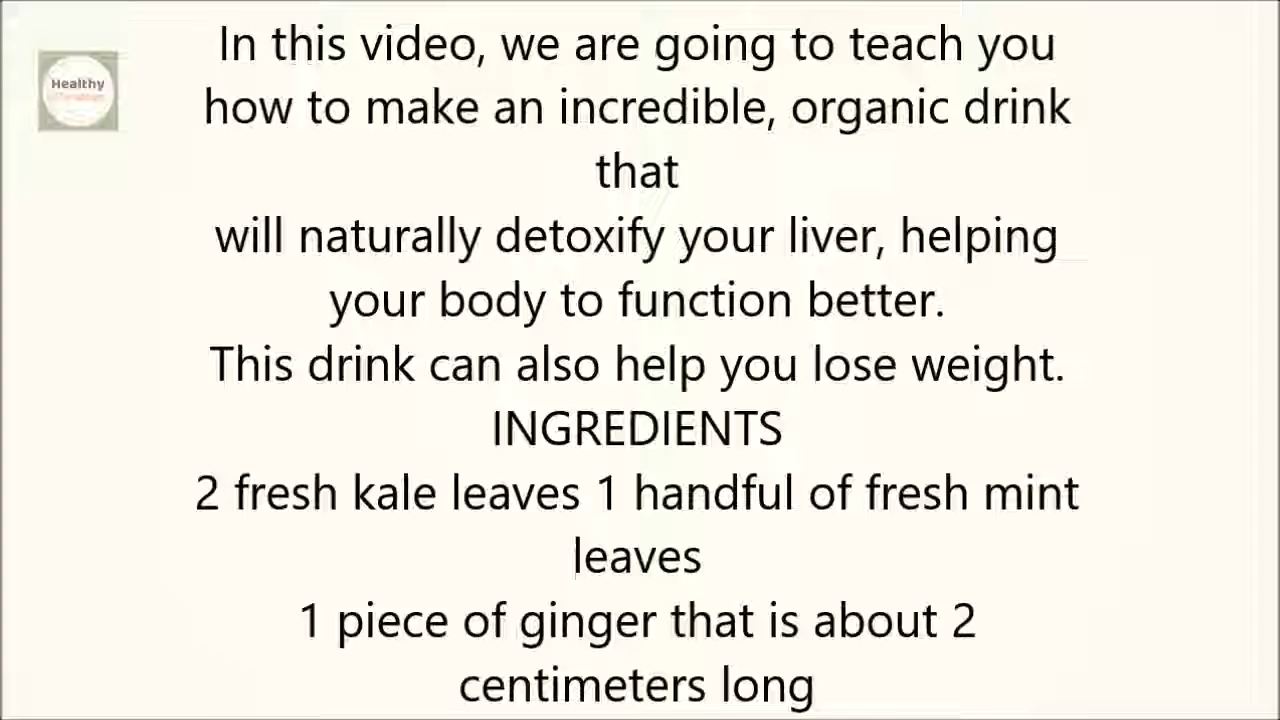 In this video, we are going to teach you
how to make an incredible, organic drink
that
will naturally detoxify your liver, helping
your body to function better.
This drink can also help you lose weight.
INGREDIENTS
2 fresh kale leaves 1 handful of fresh mint
leaves
1 piece of ginger that is about 2
centimeters long
Healthy